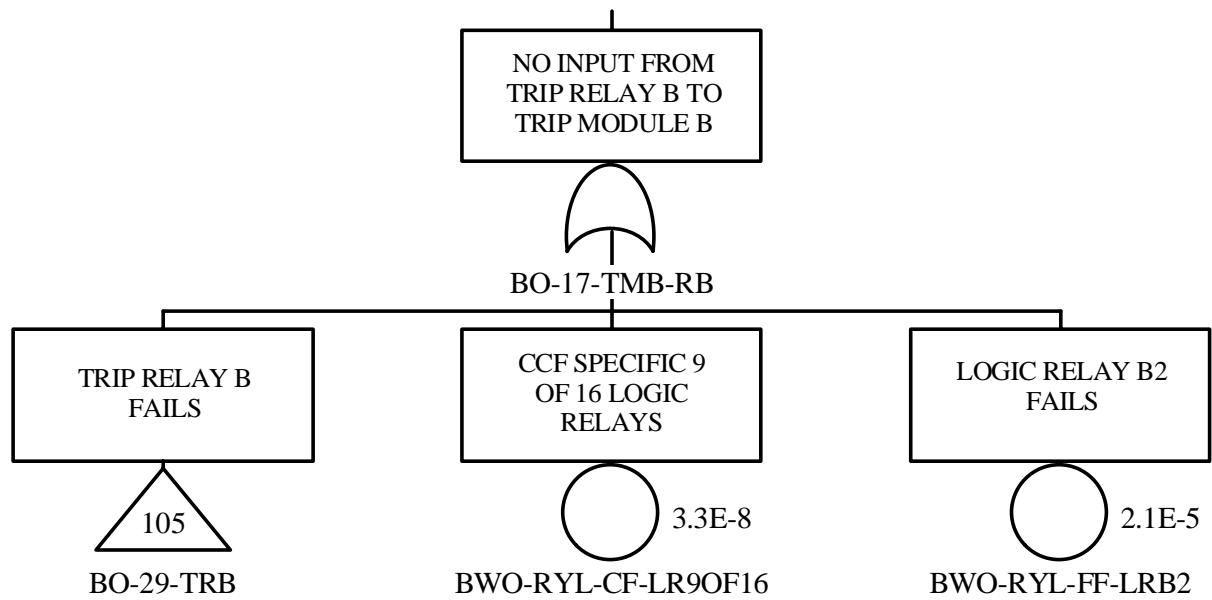 NO INPUT FROM
TRIP RELAY B TO
TRIP MODULE B
BO-17-TMB-RB
TRIP RELAY B
FAILS
CCF SPECIFIC 9
OF 16 LOGIC
RELAYS
LOGIC RELAY B2
FAILS
105
3.3E-8
2.1E-5
BO-29-TRB
BWO-RYL-CF-LR9OF16
BWO-RYL-FF-LRB2